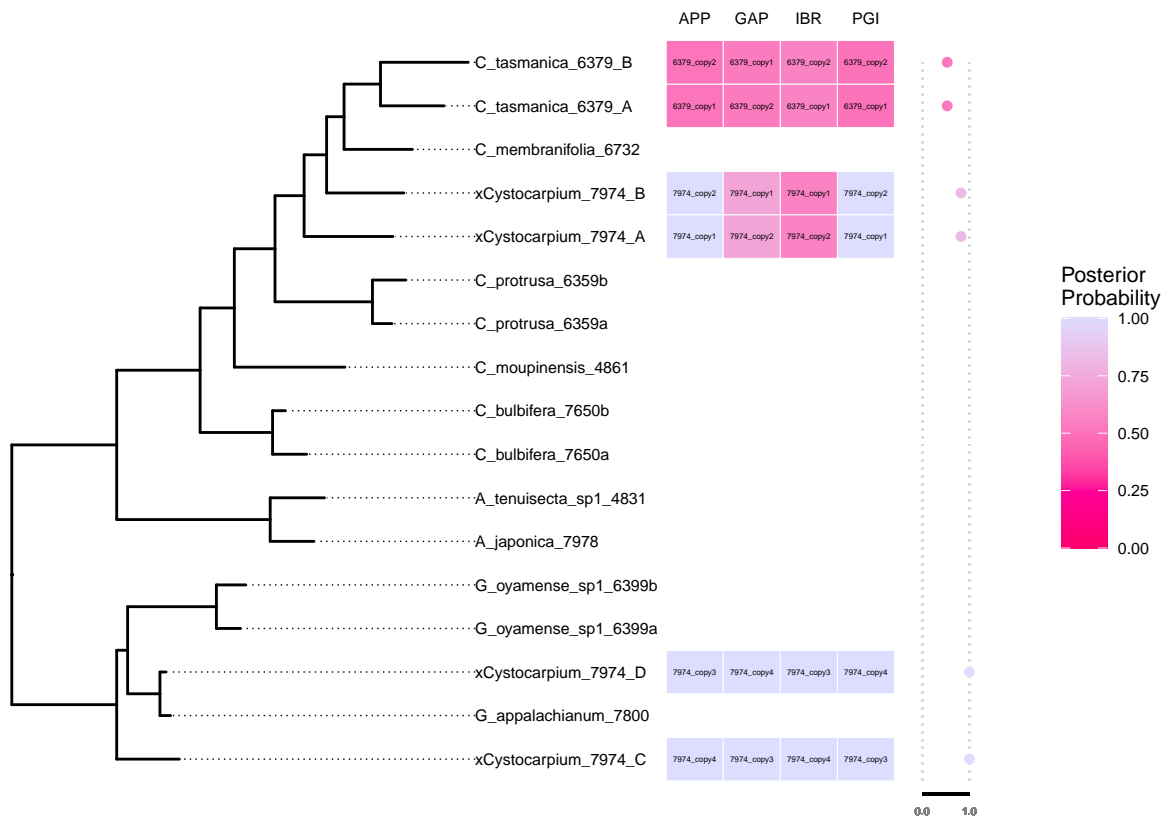 APP GAP IBR PGI
C_tasmanica_6379_B 6379_copy2 6379_copy1 6379_copy2 6379_copy2
C_tasmanica_6379_A 6379_copy1 6379_copy2 6379_copy1 6379_copy1
C_membranifolia_6732
xCystocarpium_7974_B 7974_copy2 7974_copy1 7974_copy1 7974_copy2
xCystocarpium_7974_A 7974_copy1 7974_copy2 7974_copy2 7974_copy1
C_protrusa_6359b
C_protrusa_6359a
C_moupinensis_4861
C_bulbifera_7650b
C_bulbifera_7650a
A_tenuisecta_sp1_4831
A_japonica_7978
G_oyamense_sp1_6399b
G_oyamense_sp1_6399a
xCystocarpium_7974_D 7974_copy3 7974_copy4 7974_copy3 7974_copy4
G_appalachianum_7800
xCystocarpium_7974_C 7974_copy4 7974_copy3 7974_copy4 7974_copy3
0.0 1.0
Posterior
Probability
1.00
0.75
0.50
0.25
0.00